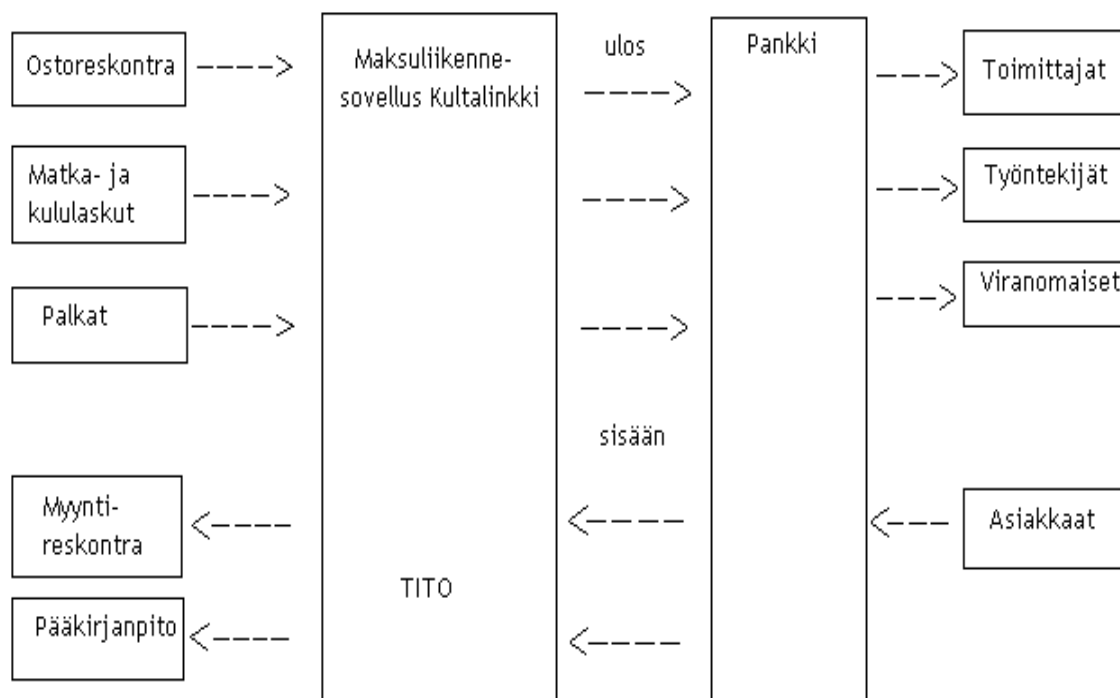 Ostoreskontra
Matka- ja
kululaskut
Palkat
Myynti-
reskontra
Pääkirjanpito
Maksuliikenne-
sovellus Kultalinkki
TITO
ulos
sisään
Pankki
Toimittajat
Työntekijät
Viranomaiset
Asiakkaat